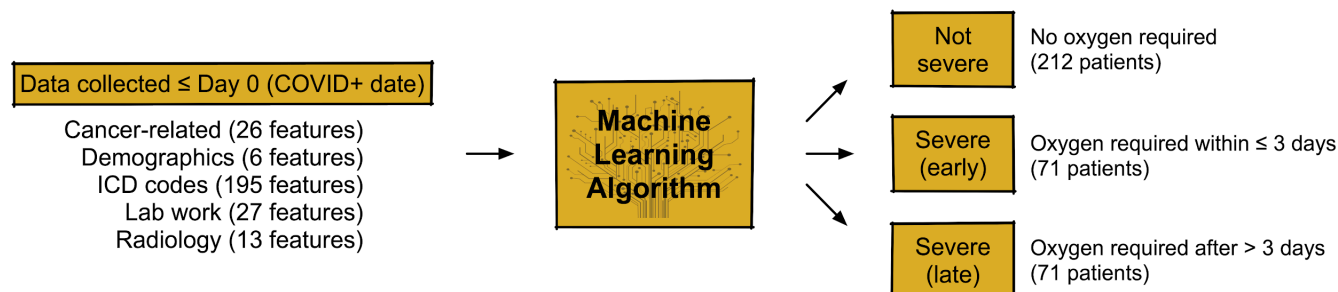 Data collected ≤ Day 0 (COVID+ date)
Cancer-related (26 features)
Demographics (6 features)
ICD codes (195 features)
Lab work (27 features)
Radiology (13 features)
Machine
Learning
Algorithm
Not
severe
No oxygen required
(212 patients)
Severe
(early)
Oxygen required within ≤ 3 days
(71 patients)
Severe
(late)
Oxygen required after > 3 days
(71 patients)